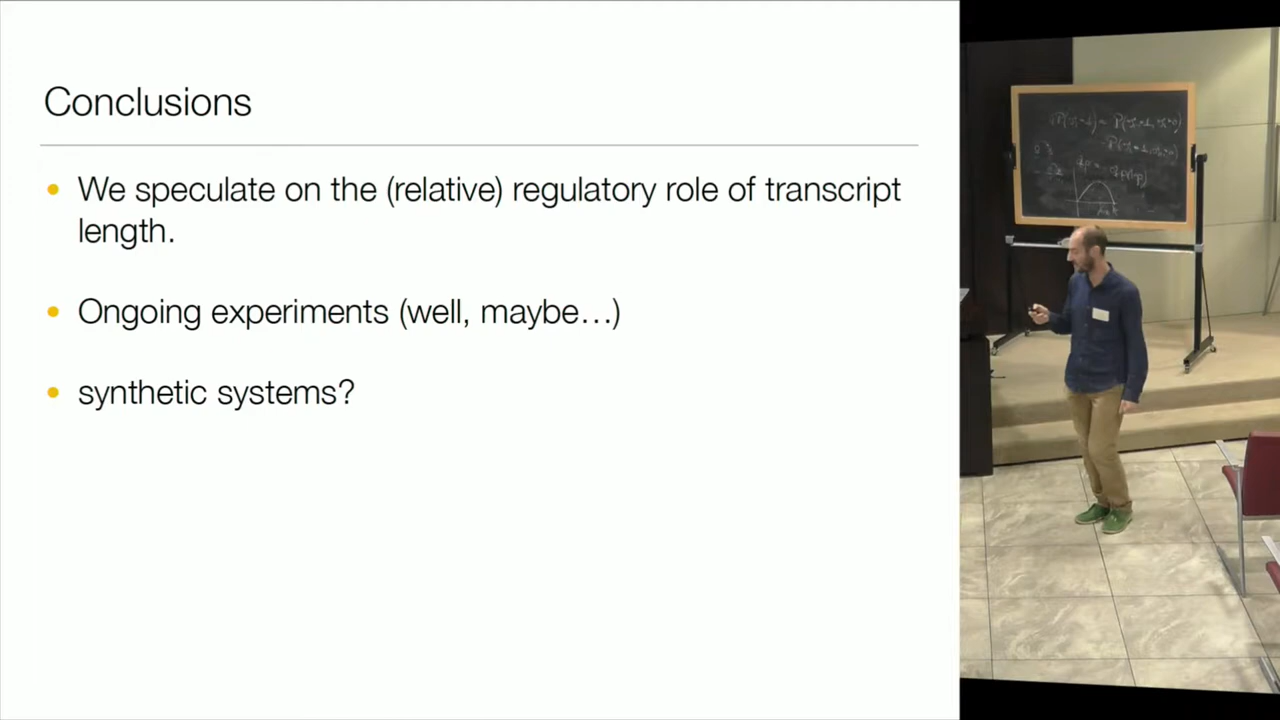 Conclusions
• We speculate on the (relative) regulatory role of transcript
length.
• Ongoing experiments (well, maybe…)
• synthetic systems?